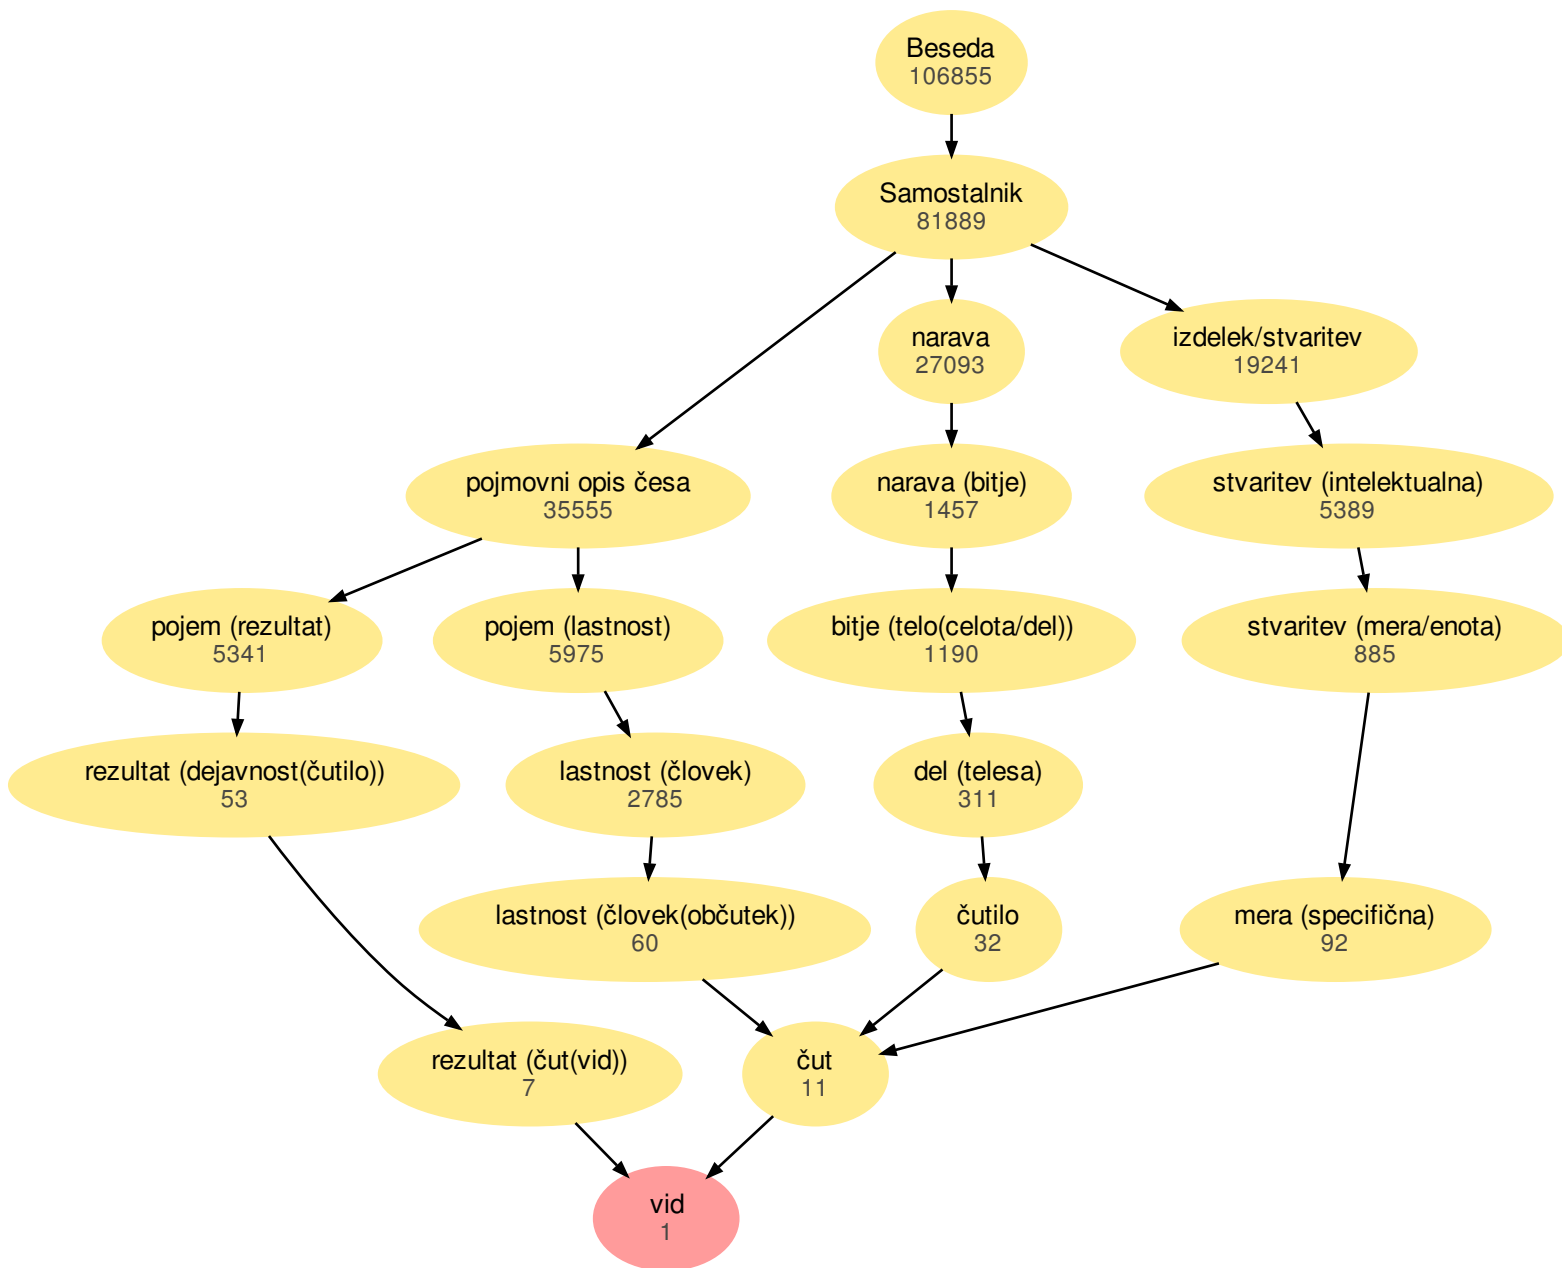 Beseda
106855
Samostalnik
81889
narava
27093
izdelek/stvaritev
19241
pojmovni opis česa
35555
narava (bitje)
1457
stvaritev (intelektualna)
5389
pojem (rezultat)
5341
pojem (lastnost)
5975
bitje (telo(celota/del))
1190
stvaritev (mera/enota)
885
rezultat (dejavnost(čutilo))
53
lastnost (človek)
2785
del (telesa)
311
lastnost (človek(občutek))
60
čutilo
32
mera (specifična)
92
rezultat (čut(vid))
7
čut
11
vid
1